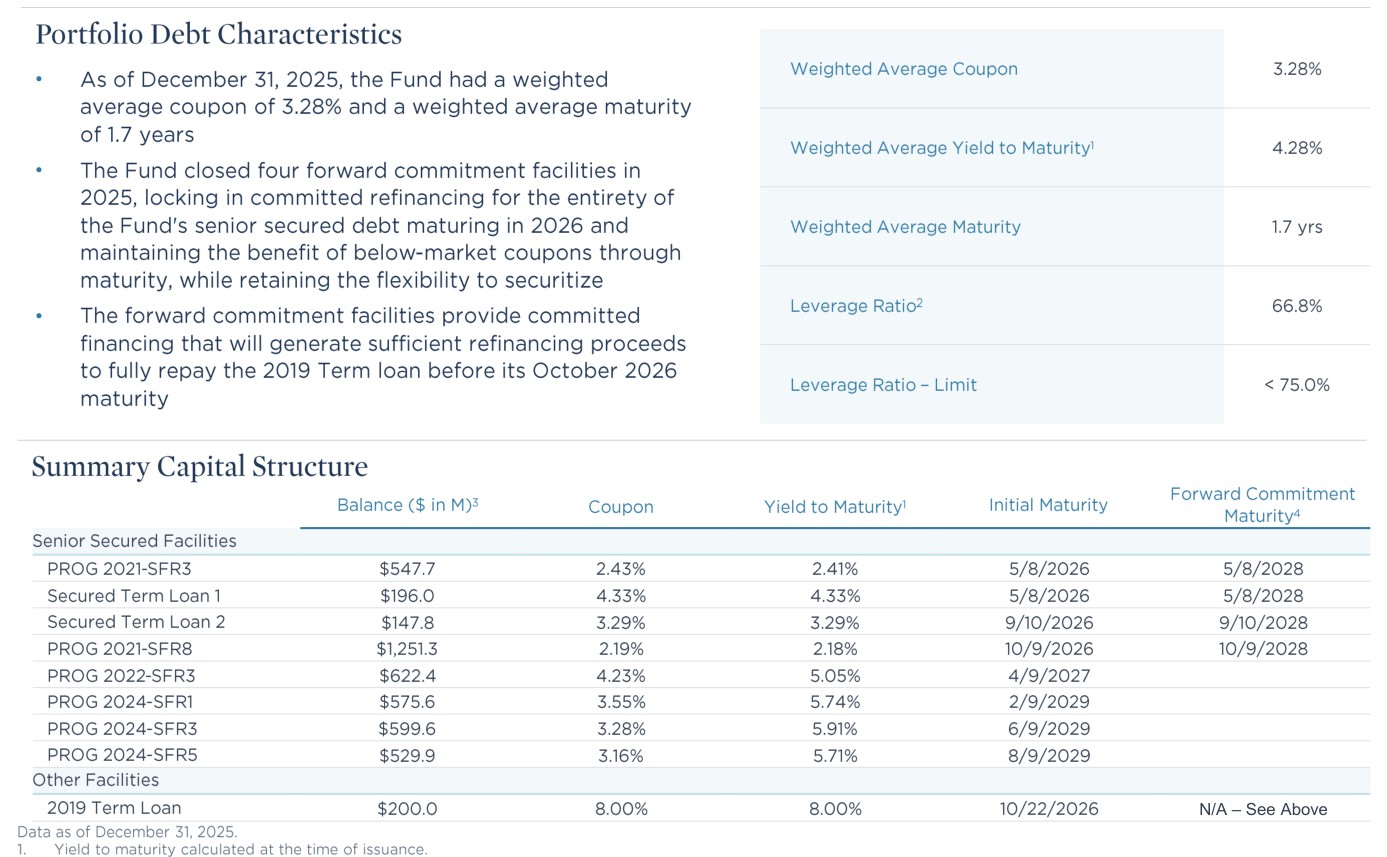 Portfolio Debt Characteristics
• As of December 31, 2025, the Fund had a weighted
average coupon of 3.28% and a weighted average maturity
of 1.7 years
• The Fund closed four forward commitment facilities in
2025, locking in committed refinancing for the entirety of
the Fund's senior secured debt maturing in 2026 and
maintaining the benefit of below-market coupons through
maturity, while retaining the flexibility to securitize
• The forward commitment facilities provide committed
financing that will generate sufficient refinancing proceeds
to fully repay the 2019 Term loan before its October 2026
maturity
Weighted Average Coupon 3.28%
Weighted Average Yield to Maturity¹ 4.28%
Weighted Average Maturity 1.7 yrs
Leverage Ratio² 66.8%
Leverage Ratio – Limit < 75.0%
Summary Capital Structure
Balance ($ in M)³ Coupon Yield to Maturity¹ Initial Maturity Forward Commitment
Maturity⁴
Senior Secured Facilities
PROG 2021-SFR3 $547.7 2.43% 2.41% 5/8/2026 5/8/2028
Secured Term Loan 1 $196.0 4.33% 4.33% 5/8/2026 5/8/2028
Secured Term Loan 2 $147.8 3.29% 3.29% 9/10/2026 9/10/2028
PROG 2021-SFR8 $1,251.3 2.19% 2.18% 10/9/2026 10/9/2028
PROG 2022-SFR3 $622.4 4.23% 5.05% 4/9/2027
PROG 2024-SFR1 $575.6 3.55% 5.74% 2/9/2029
PROG 2024-SFR3 $599.6 3.28% 5.91% 6/9/2029
PROG 2024-SFR5 $529.9 3.16% 5.71% 8/9/2029
Other Facilities
2019 Term Loan $200.0 8.00% 8.00% 10/22/2026 N/A – See Above
Data as of December 31, 2025.
1. Yield to maturity calculated at the time of issuance.